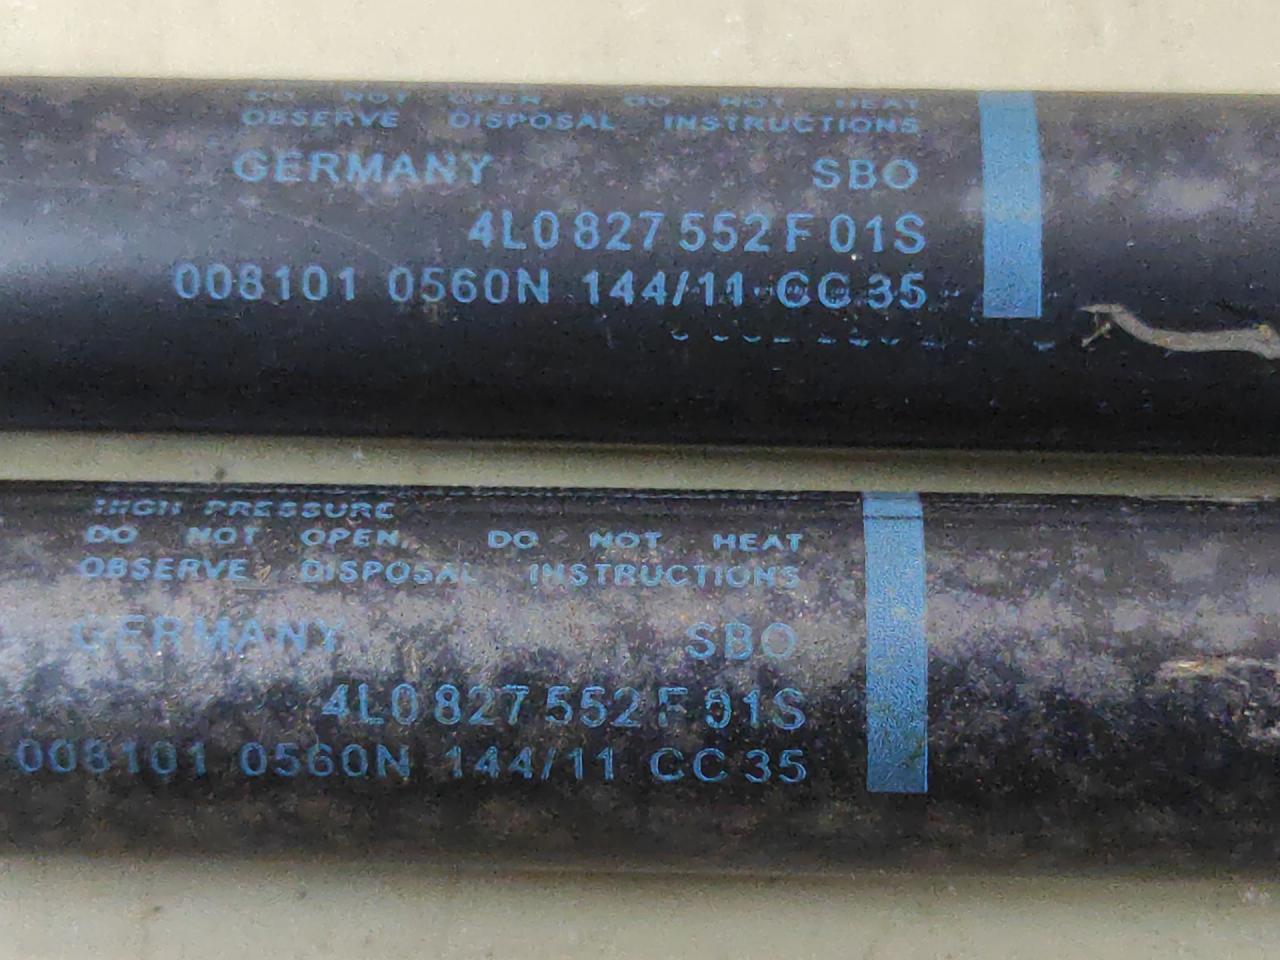 DO NOT OPEN. DO NOT HEAT
OBSERVE DISPOSAL INSTRUCTIONS
GERMANY SBO
4L0 827 552 F 01S
008101 0560N 144/11 CC 35
HIGH PRESSURE
DO NOT OPEN. DO NOT HEAT
OBSERVE DISPOSAL INSTRUCTIONS
GERMANY SBO
4L0 827 552 F 01S
008101 0560N 144/11 CC 35